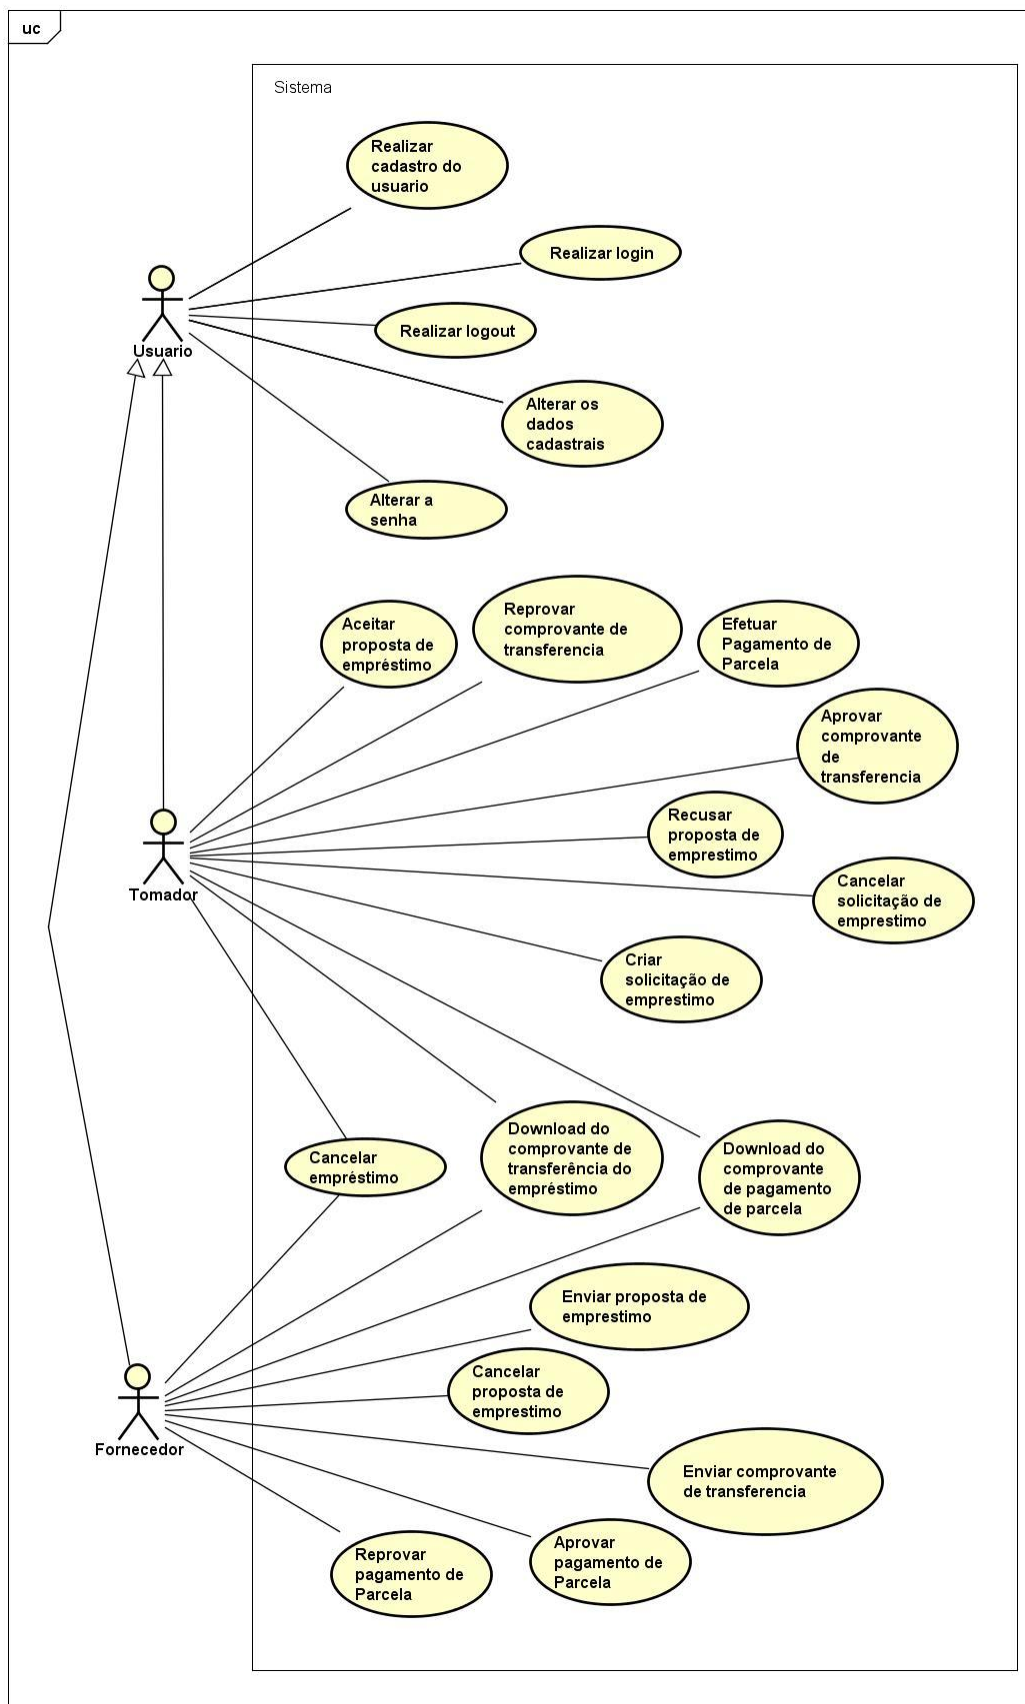 uc
Sistema
Realizar
cadastro do
usuario
Realizar login
Usuario
Realizar logout
Alterar os
dados
cadastrais
Alterar a
senha
Aceitar
proposta de
empréstimo
Reprovar
comprovante de
transferencia
Efetuar
Pagamento de
Parcela
Aprovar
comprovante
de
transferencia
Recusar
proposta de
emprestimo
Tomador
Cancelar
solicitação de
emprestimo
Criar
solicitação de
emprestimo
Cancelar
empréstimo
Download do
comprovante de
transferência do
empréstimo
Download do
comprovante
de pagamento
de parcela
Enviar proposta de
emprestimo
Cancelar
proposta de
emprestimo
Fornecedor
Enviar comprovante
de transferencia
Reprovar
pagamento de
Parcela
Aprovar
pagamento de
Parcela